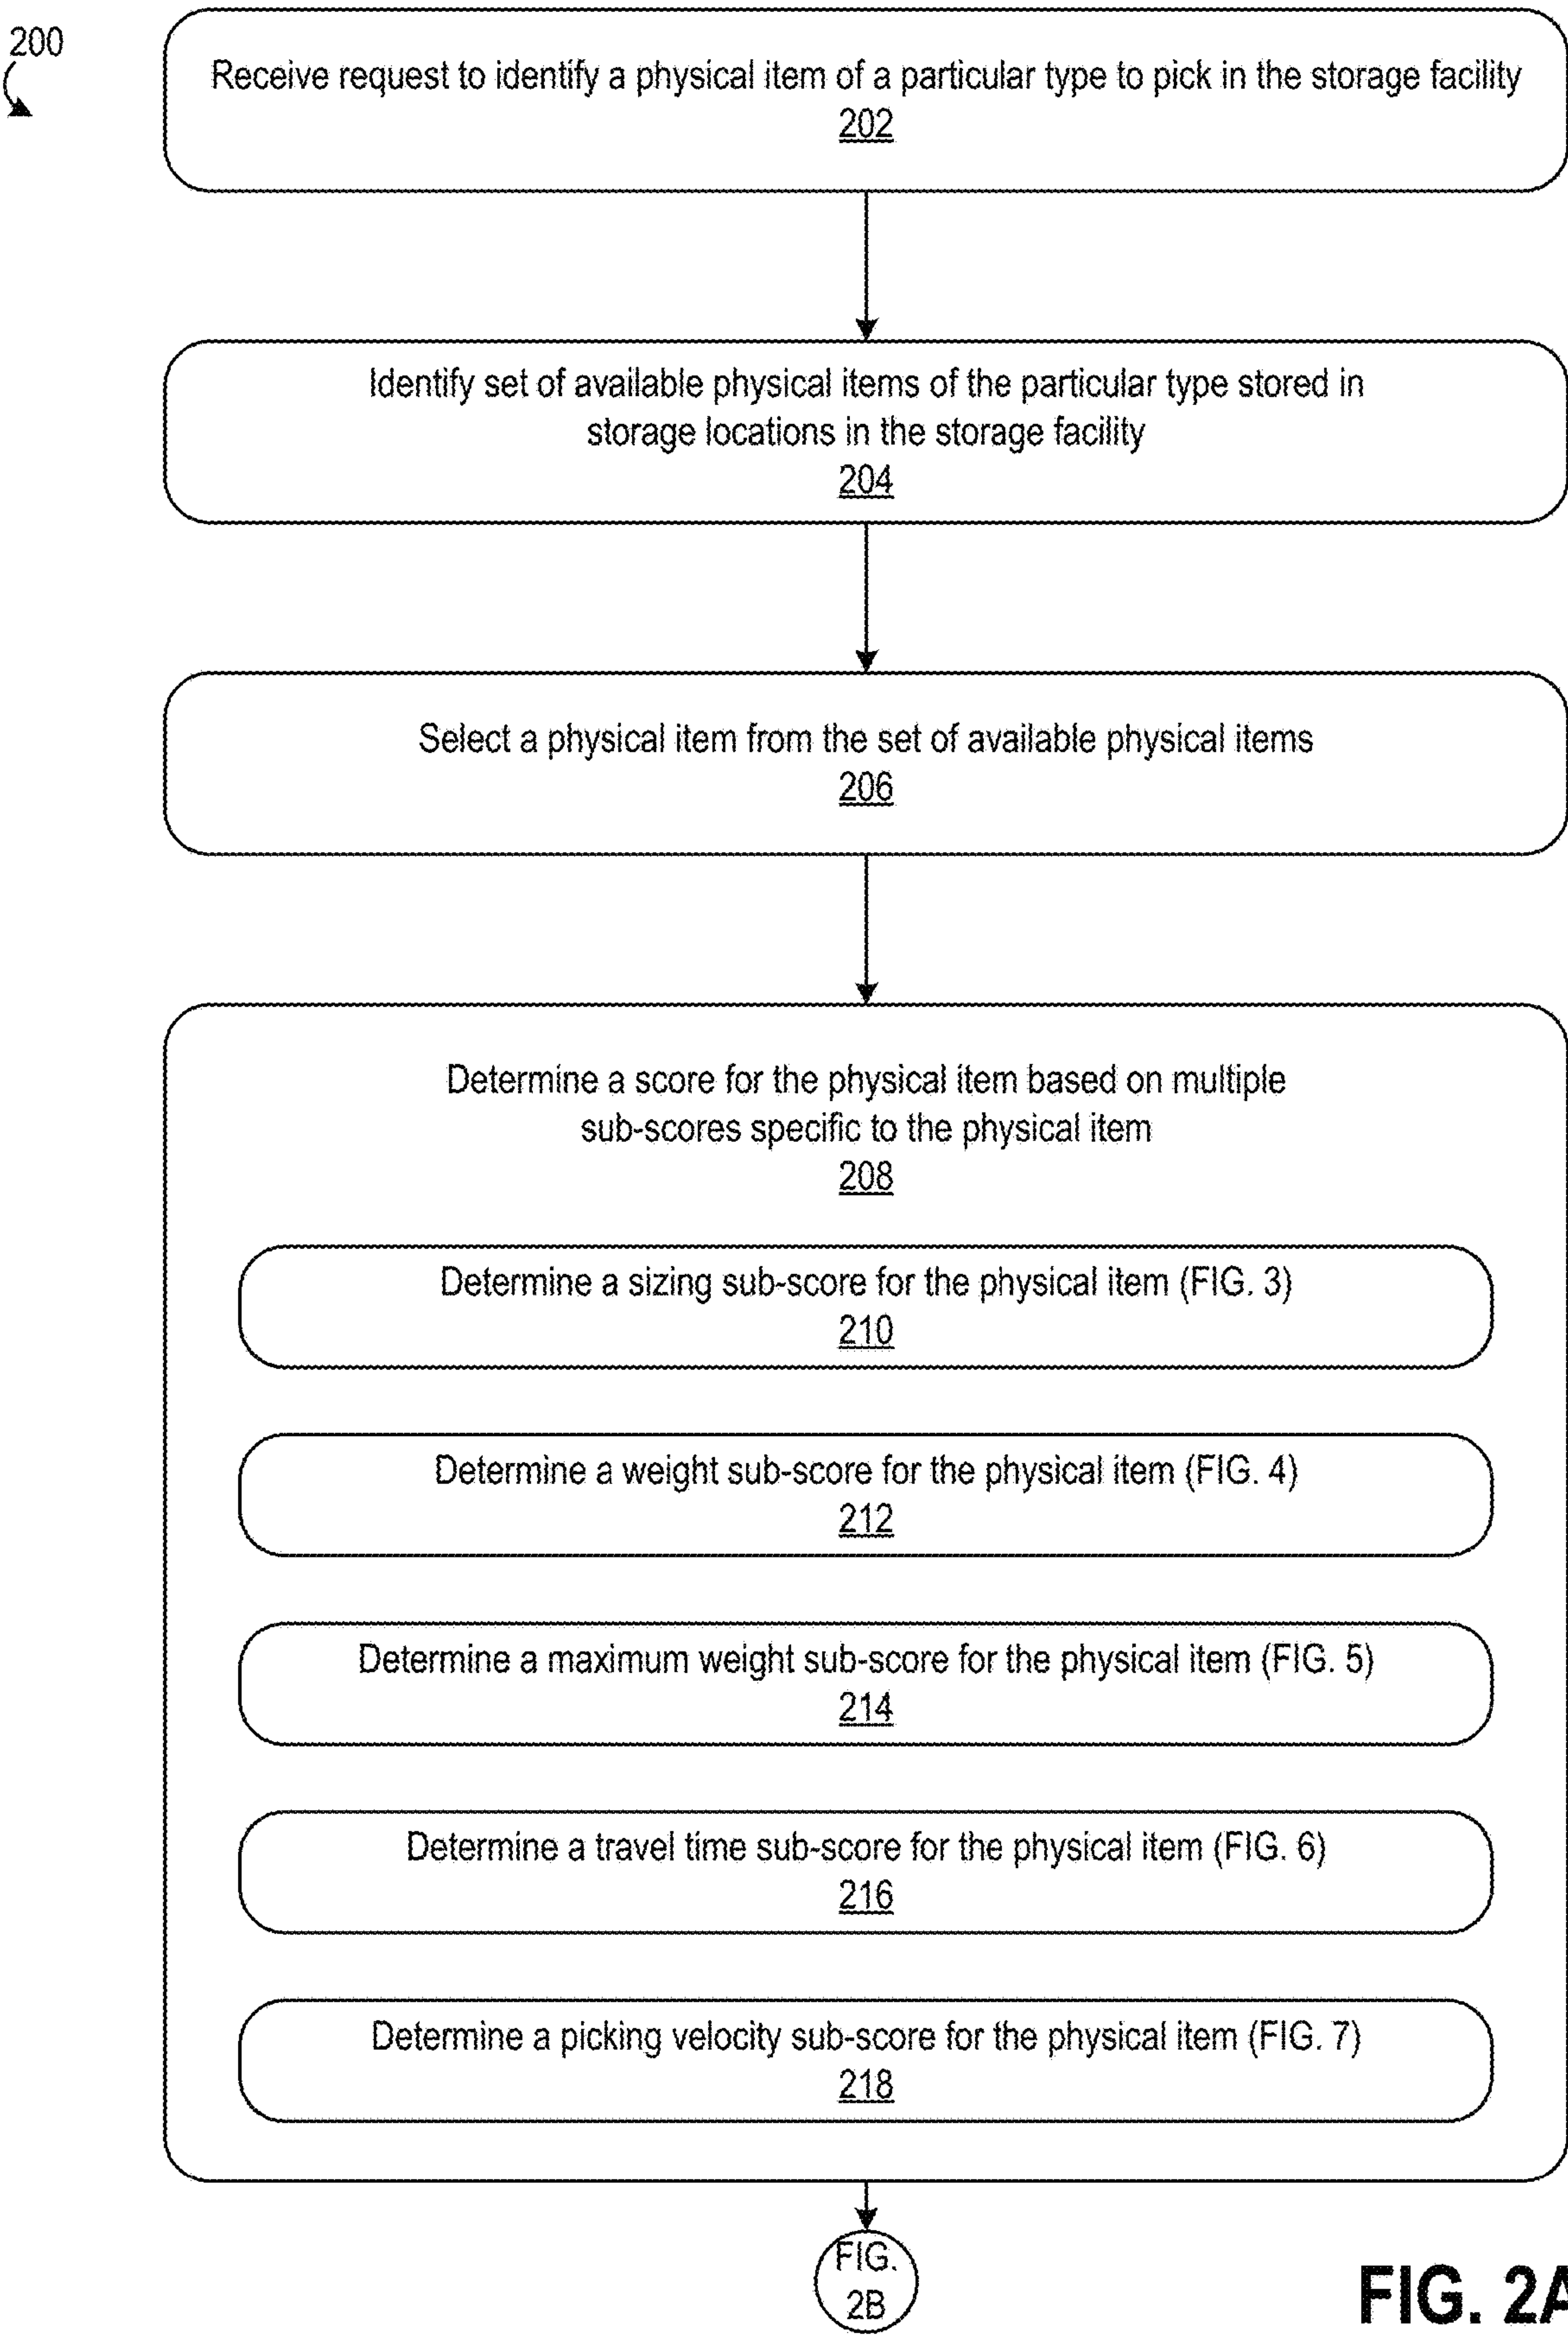 200
Receive request to identify a physical item of a particular type to pick in the storage facility
202
Identify set of available physical items of the particular type stored in
storage locations in the storage facility
204
Select a physical item from the set of available physical items
206
Determine a score for the physical item based on multiple
sub-scores specific to the physical item
208
Determine a sizing sub-score for the physical item (FIG. 3)
210
Determine a weight sub-score for the physical item (FIG. 4)
212
Determine a maximum weight sub-score for the physical item (FIG. 5)
214
Determine a travel time sub-score for the physical item (FIG. 6)
216
Determine a picking velocity sub-score for the physical item (FIG. 7)
218
FIG.
2B
FIG. 2A